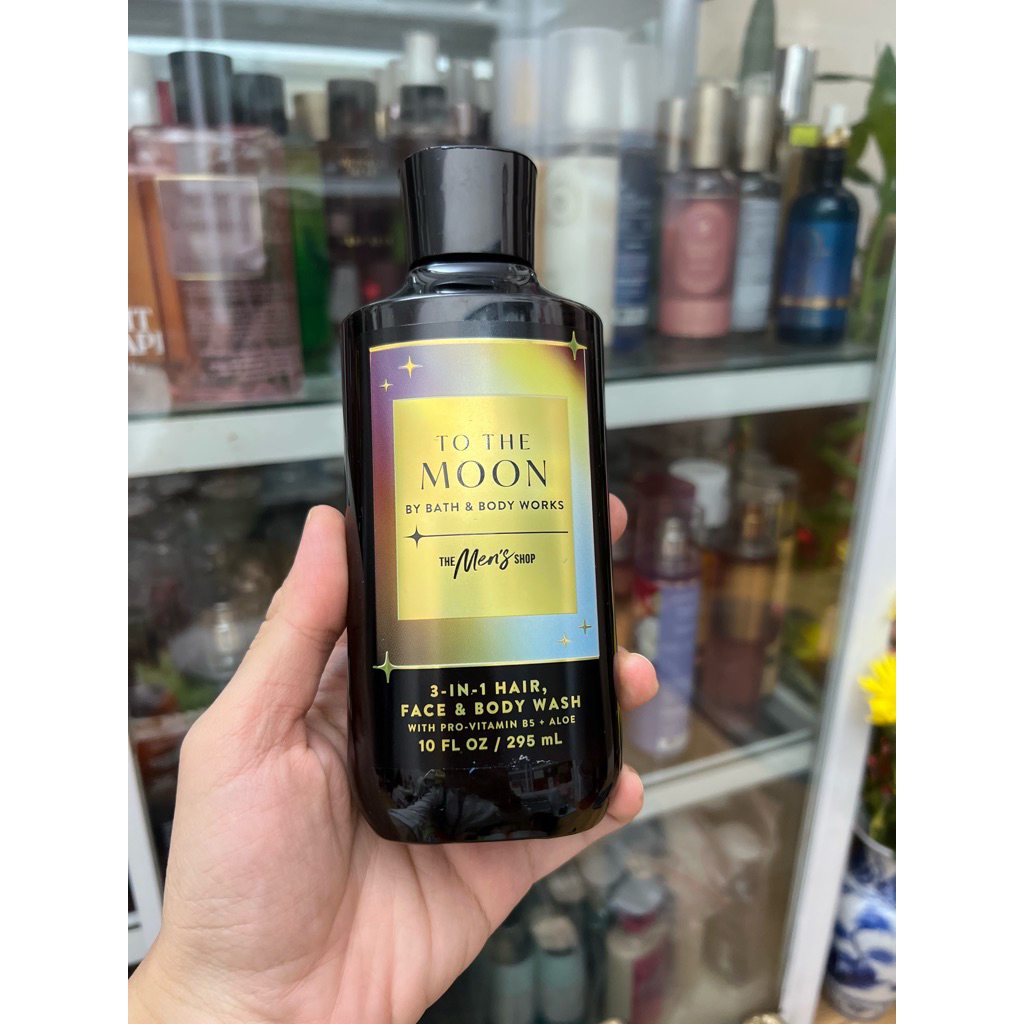 TO THE
MOON
BY BATH & BODY WORKS
THE Men's SHOP
3-IN-1 HAIR,
FACE & BODY WASH
WITH PRO-VITAMIN B5 + ALOE
10 FL OZ / 295 mL